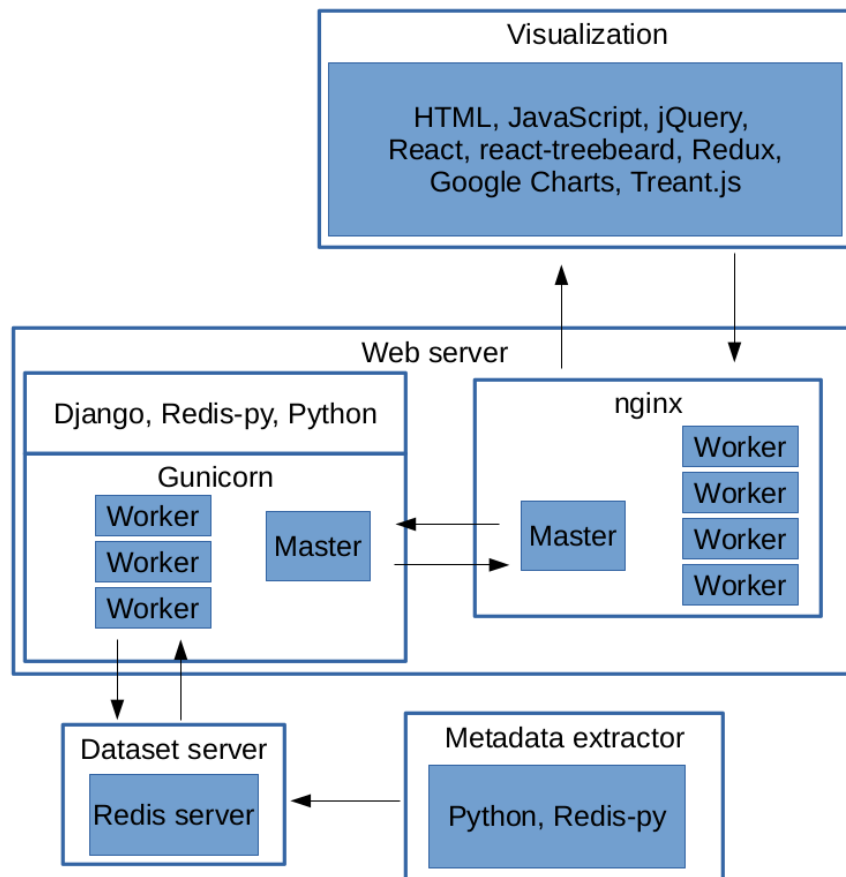 Visualization
HTML, JavaScript, jQuery,
React, react-treebeard, Redux,
Google Charts, Treant.js
Web server
Django, Redis-py, Python
Gunicorn
Worker
Worker
Worker
Master
nginx
Master
Worker
Worker
Worker
Worker
Dataset server
Redis server
Metadada extractor
Python, Redis-py